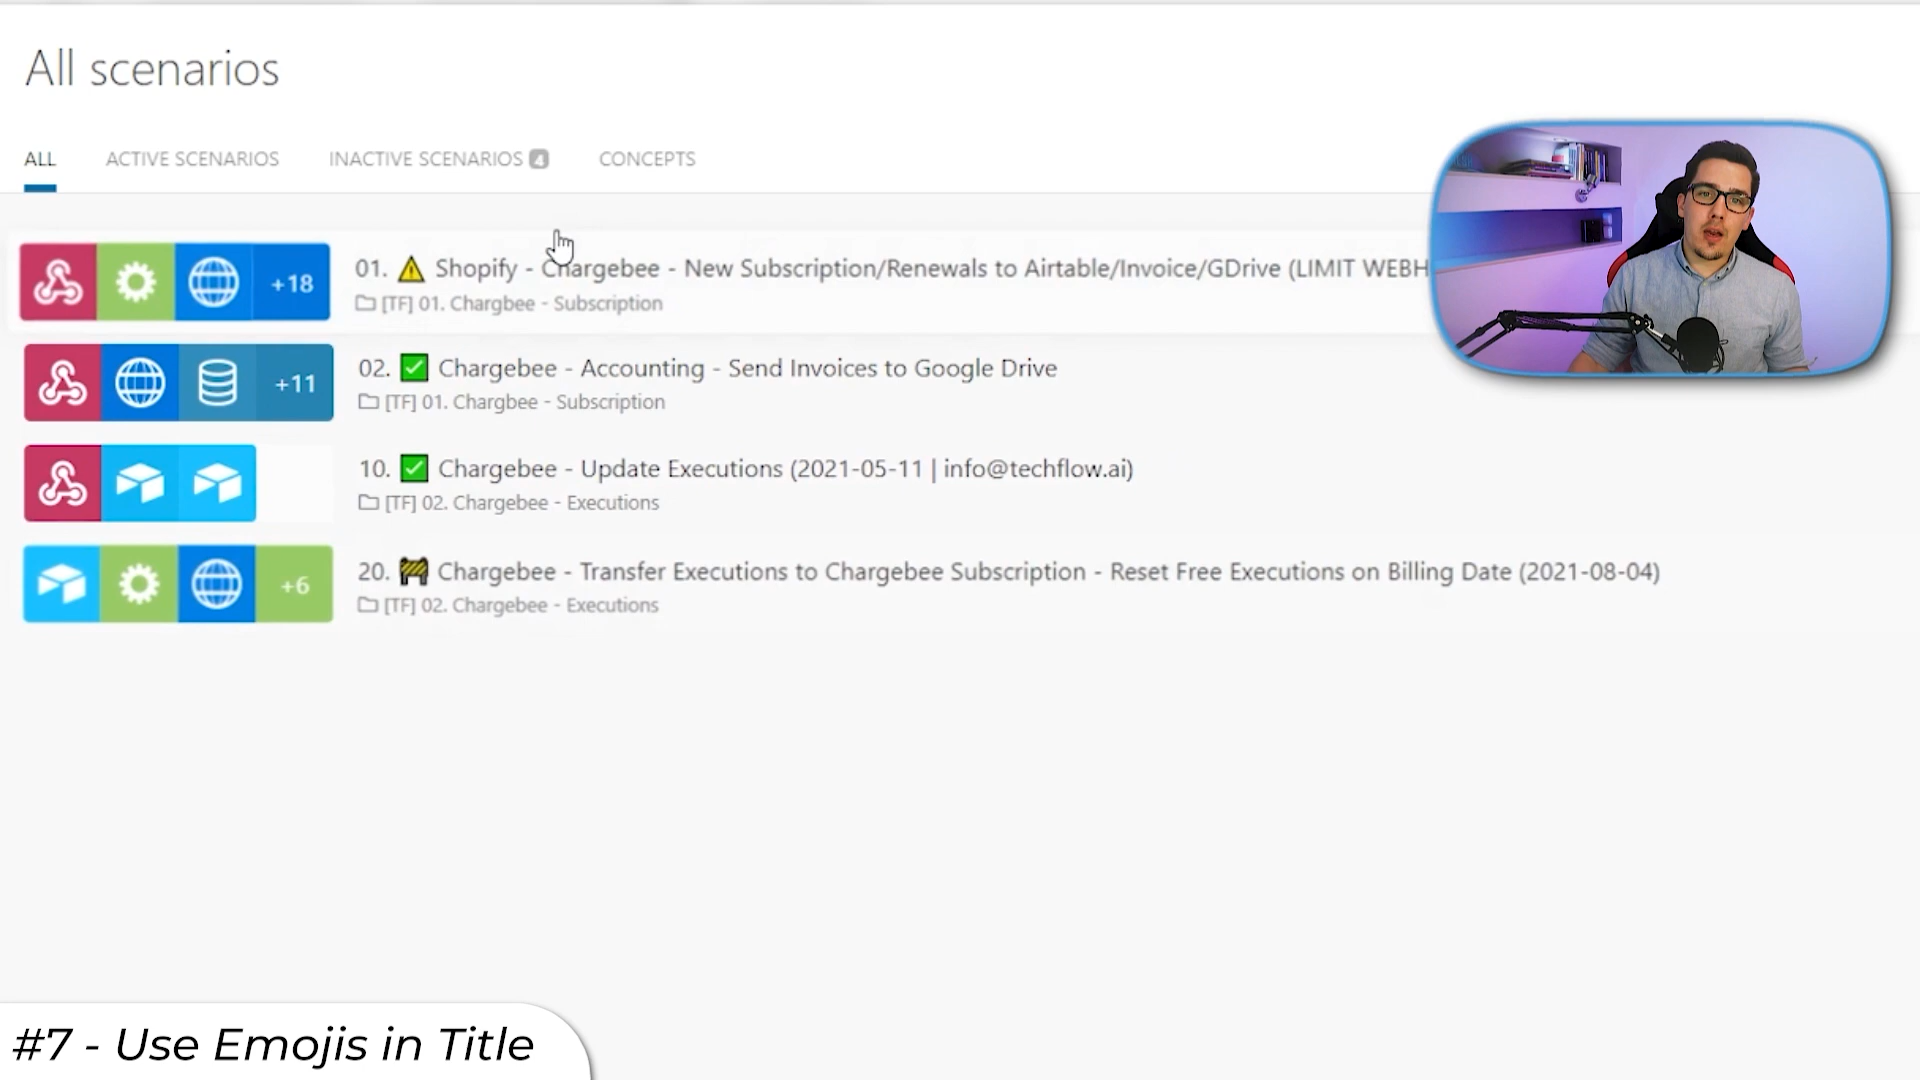 All scenarios
ALL ACTIVE SCENARIOS INACTIVE SCENARIOS 4 CONCEPTS
+18 01. ⚠ Shopify - Chargebee - New Subscription/Renewals to Airtable/Invoice/GDrive (LIMIT WEBH
[TF] 01. Chargbee - Subscription
+11 02. ✅ Chargebee - Accounting - Send Invoices to Google Drive
[TF] 01. Chargbee - Subscription
10. ✅ Chargebee - Update Executions (2021-05-11 | info@techflow.ai)
[TF] 02. Chargebee - Executions
+6 20. 🚧 Chargebee - Transfer Executions to Chargebee Subscription - Reset Free Executions on Billing Date (2021-08-04)
[TF] 02. Chargebee - Executions
#7 - Use Emojis in Title